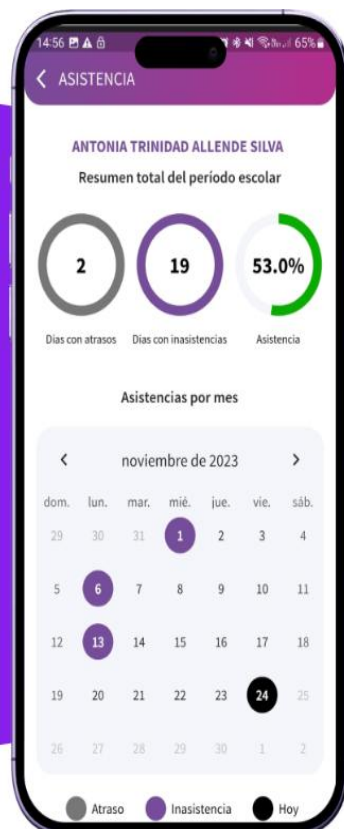 14:56 65%
ASISTENCIA
ANTONIA TRINIDAD ALLENDE SILVA
Resumen total del período escolar
2 19 53.0%
Dias con atrasos Dias con inasistencias Asistencia
Asistencias por mes
noviembre de 2023
dom. lun. mar. mié. jue. vie. sáb.
29 30 31 1 2 3 4
5 6 7 8 9 10 11
12 13 14 15 16 17 18
19 20 21 22 23 24 25
26 27 28 29 30 1 2
Atraso Inasistencia Hoy